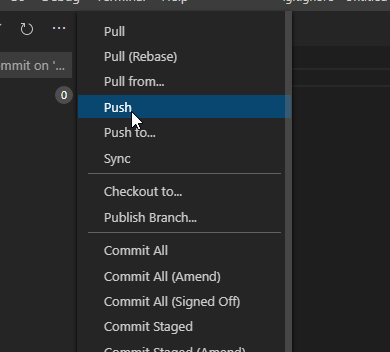 Pull
Pull (Rebase)
Pull from...
mmit on '...
Push
0
Push to...
Sync
Checkout to...
Publish Branch...
Commit All
Commit All (Amend)
Commit All (Signed Off)
Commit Staged
Commit Staged (Amend)